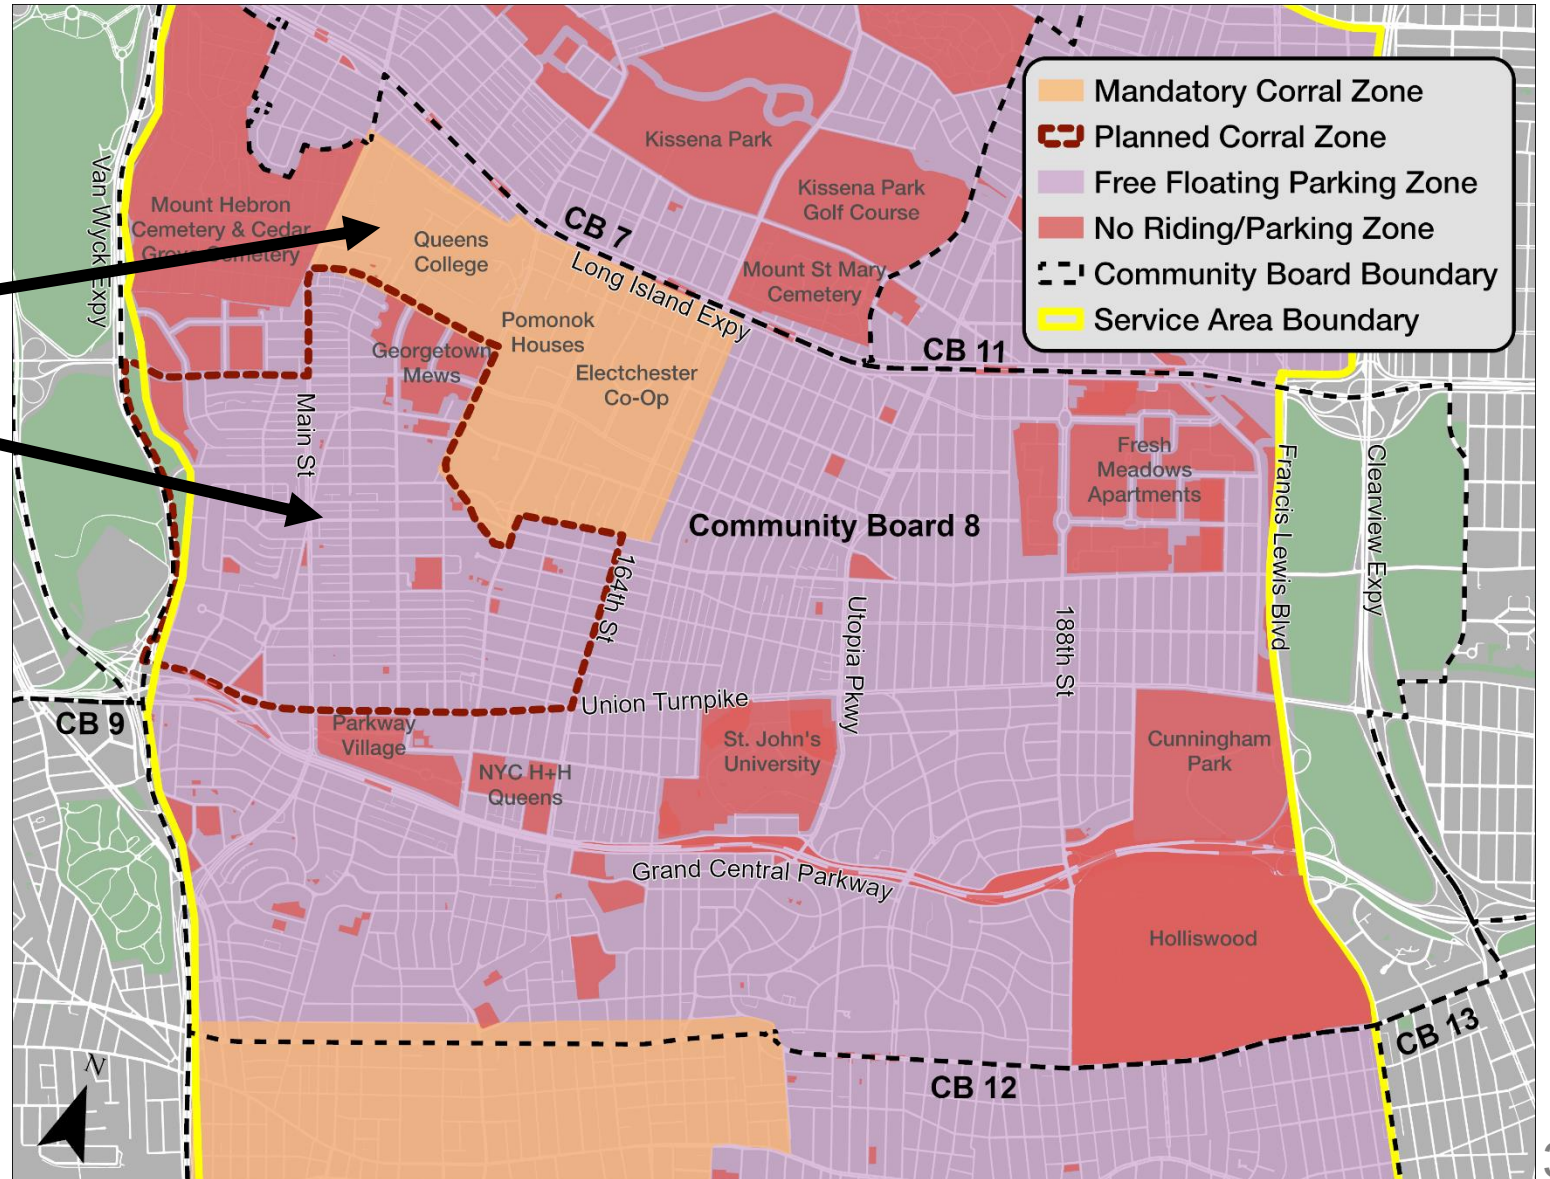 Mandatory Corral Zone
Planned Corral Zone
Free Floating Parking Zone
No Riding/Parking Zone
Community Board Boundary
Service Area Boundary
Kissena Park
Kissena Park
Golf Course
Van Wyck Expy
Mount Hebron
Cemetery & Cedar
Grove Cemetery
Queens
College
CB 7
Long Island Expy
Mount St Mary
Cemetery
Pomonok
Houses
Georgetown
Mews
Electchester
Co-Op
CB 11
Main St
Fresh
Meadows
Apartments
Francis Lewis Blvd
Clearview Expy
Community Board 8
164th St
Utopia Pkwy
188th St
Union Turnpike
CB 9
Parkway
Village
NYC H+H
Queens
St. John's
University
Cunningham
Park
Grand Central Parkway
Holliswood
CB 13
N
CB 12